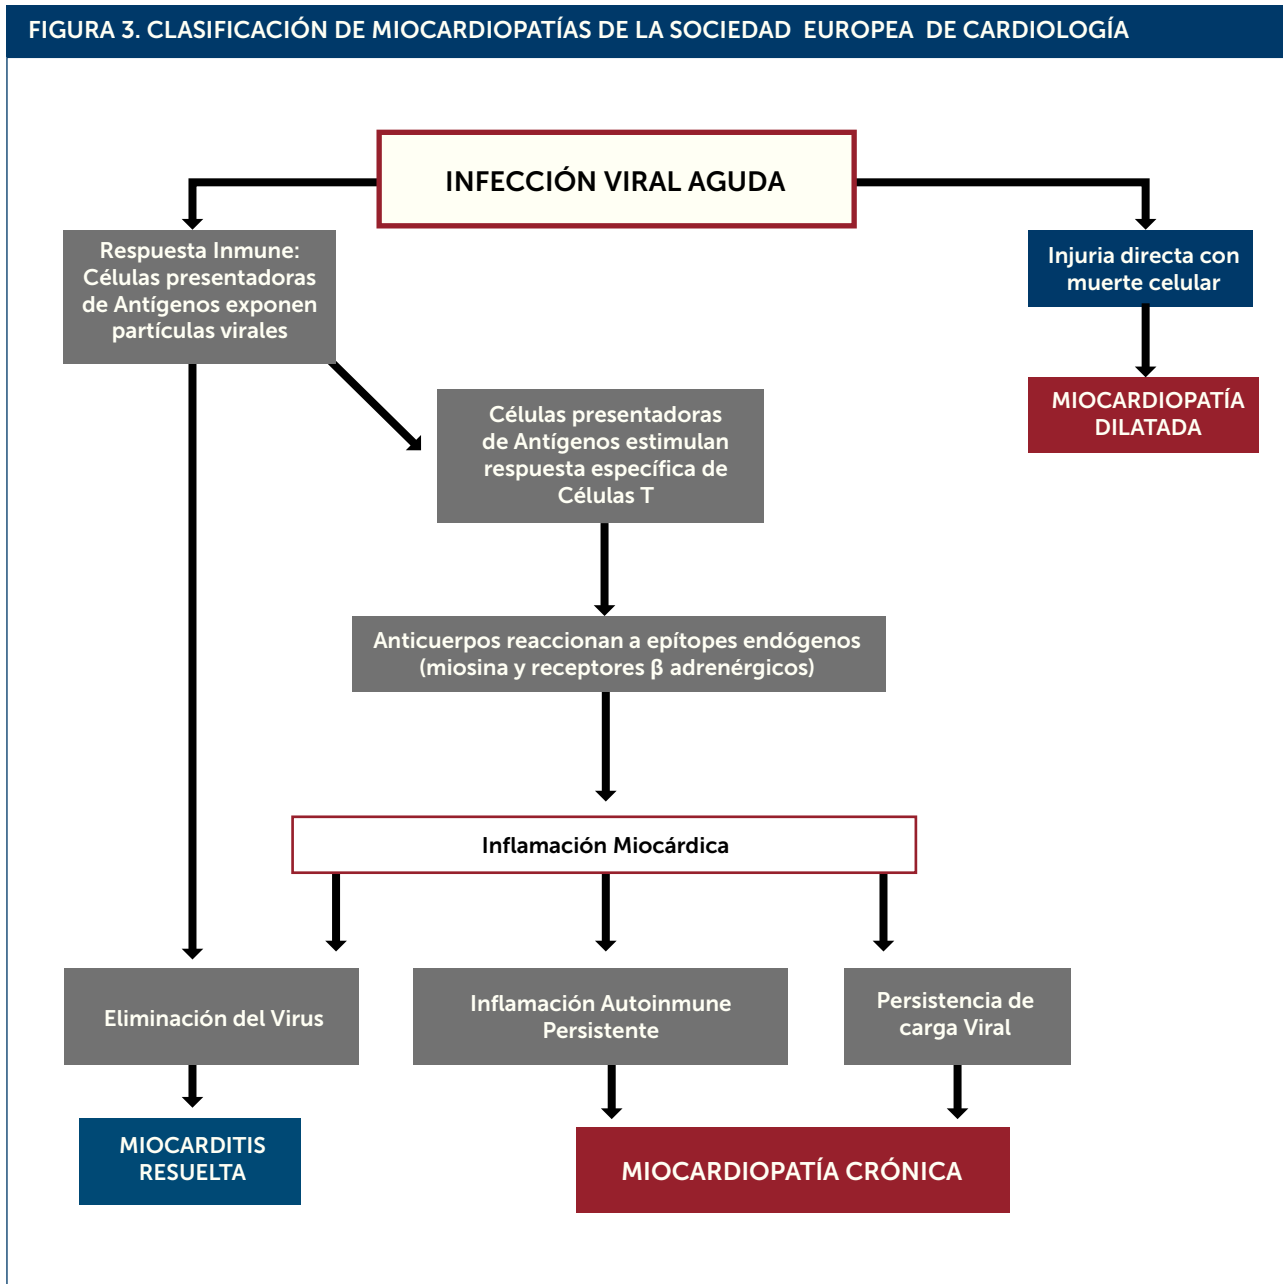 FIGURA 3. CLASIFICACIÓN DE MIOCARDIOPATÍAS DE LA SOCIEDAD EUROPEA DE CARDIOLOGÍA
INFECCIÓN VIRAL AGUDA
Respuesta Inmune:
Células presentadoras
de Antígenos exponen
partículas virales
Injuria directa con
muerte celular
MIOCARDIOPATÍA
DILATADA
Células presentadoras
de Antígenos estimulan
respuesta específica de
Células T
Anticuerpos reaccionan a epítopes endógenos
(miosina y receptores β adrenérgicos)
Inflamación Miocárdica
Eliminación del Virus
Inflamación Autoinmune
Persistente
Persistencia de
carga Viral
MIOCARDITIS
RESUELTA
MIOCARDIOPATÍA CRÓNICA